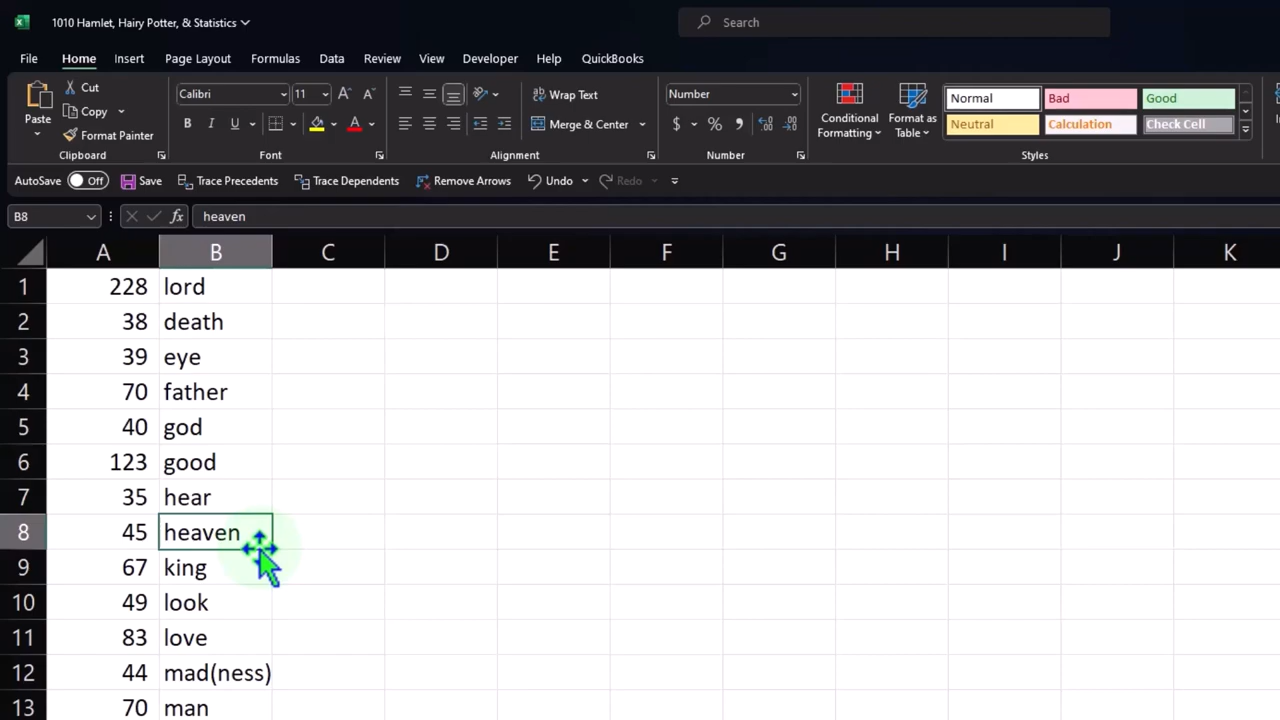 1010 Hamlet, Hairy Potter, & Statistics
Search
File Home Insert Page Layout Formulas Data Review View Developer Help QuickBooks
Paste
Cut
Copy
Format Painter
Clipboard
Calibri 11
B I U
Font
Wrap Text
Merge & Center
Alignment
Number
$ % ,
Number
Conditional Formatting
Format as Table
Normal Bad Good
Neutral Calculation Check Cell
Styles
AutoSave Off Save Trace Precedents Trace Dependents Remove Arrows Undo Redo
B8 fx heaven
A B C D E F G H I J K
1 228 lord
2 38 death
3 39 eye
4 70 father
5 40 god
6 123 good
7 35 hear
8 45 heaven
9 67 king
10 49 look
11 83 love
12 44 mad(ness)
13 70 man